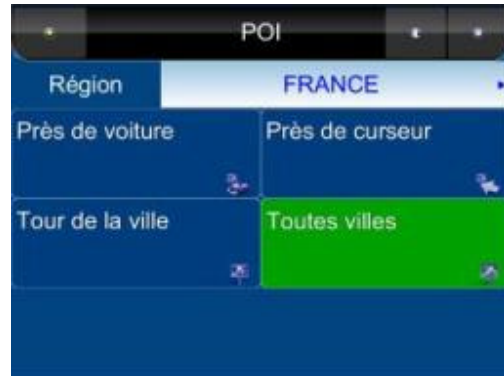 POI
Région FRANCE
Près de voiture Près de curseur
Tour de la ville Toutes villes